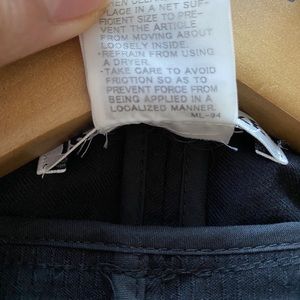 PLACE IN A NET SUF-
FICIENT SIZE TO PRE-
VENT THE ARTICLE
FROM MOVING ABOUT
LOOSELY INSIDE.
•REFRAIN FROM USING
A DRYER.
•TAKE CARE TO AVOID
FRICTION SO AS TO
PREVENT FORCE FROM
BEING APPLIED IN A
LOCALIZED MANNER.
ML-94